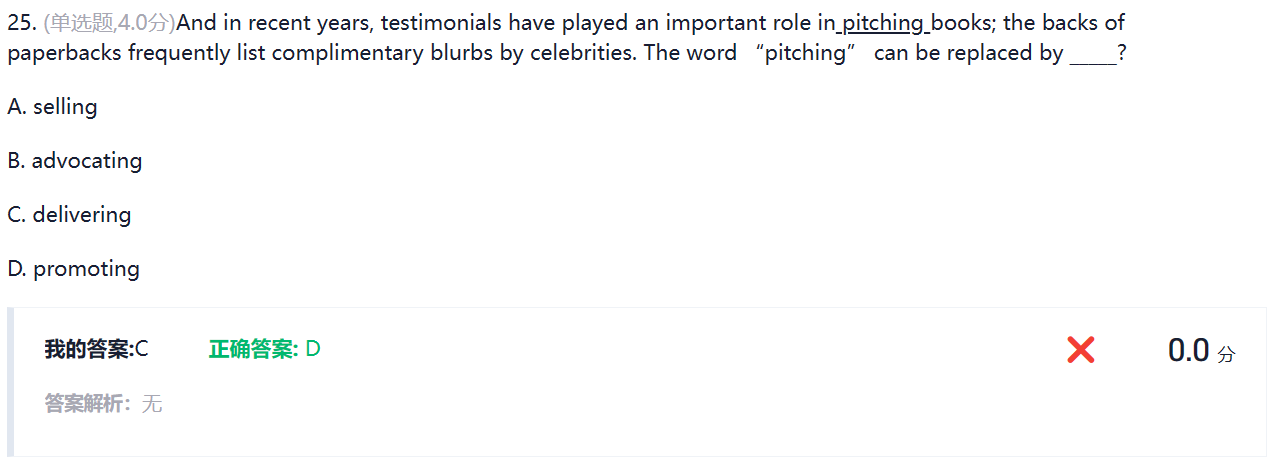 25. (单选题,4.0分)And in recent years, testimonials have played an important role in pitching books; the backs of
paperbacks frequently list complimentary blurbs by celebrities. The word “pitching” can be replaced by _____?
A. selling
B. advocating
C. delivering
D. promoting
我的答案:C 正确答案: D 0.0 分
答案解析：无